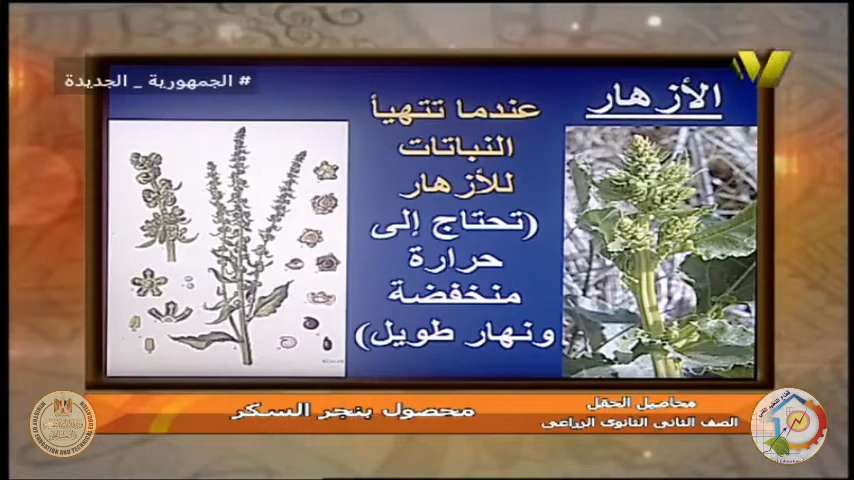 # الجمهورية _ الجديدة
الأزهار
عندما تتهيأ
النباتات
للأزهار
(تحتاج إلى
حرارة
منخفضة
ونهار طويل)
محاصيل الحقل
الصف الثانى الثانوى الزراعى
محصول بنجر السكر